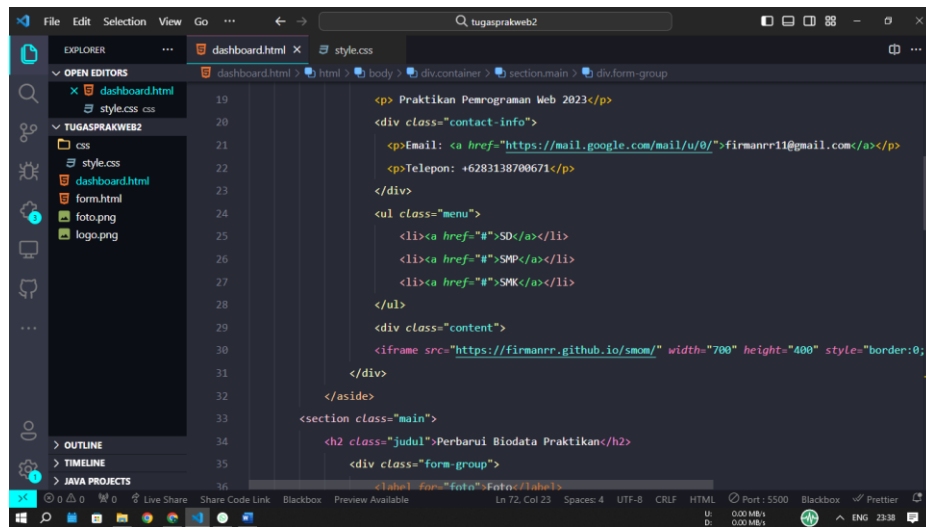 File Edit Selection View Go ··· tugasprakweb2
EXPLORER ···
OPEN EDITORS
dashboard.html
style.css css
TUGASPRAKWEB2
css
style.css
dashboard.html
form.html
foto.png
logo.png
OUTLINE
TIMELINE
JAVA PROJECTS
dashboard.html style.css
dashboard.html > html > body > div.container > section.main > div.form-group
19 <p> Praktikan Pemrograman Web 2023</p>
20 <div class="contact-info">
21 <p>Email: <a href="https://mail.google.com/mail/u/0/">firmanrr11@gmail.com</a></p>
22 <p>Telepon: +6283138700671</p>
23 </div>
24 <ul class="menu">
25 <li><a href="#">SD</a></li>
26 <li><a href="#">SMP</a></li>
27 <li><a href="#">SMK</a></li>
28 </ul>
29 <div class="content">
30 <iframe src="https://firmanrr.github.io/smom/" width="700" height="400" style="border:0;
31 </div>
32 </aside>
33 <section class="main">
34 <h2 class="judul">Perbarui Biodata Praktikan</h2>
35 <div class="form-group">
36 <label for="foto">Foto</label>
3
1
0 0 0 Live Share Share Code Link Blackbox Preview Available Ln 72, Col 23 Spaces: 4 UTF-8 CRLF HTML Port : 5500 Blackbox Prettier
U: 0.00 MB/s
D: 0.00 MB/s
ENG 23:38